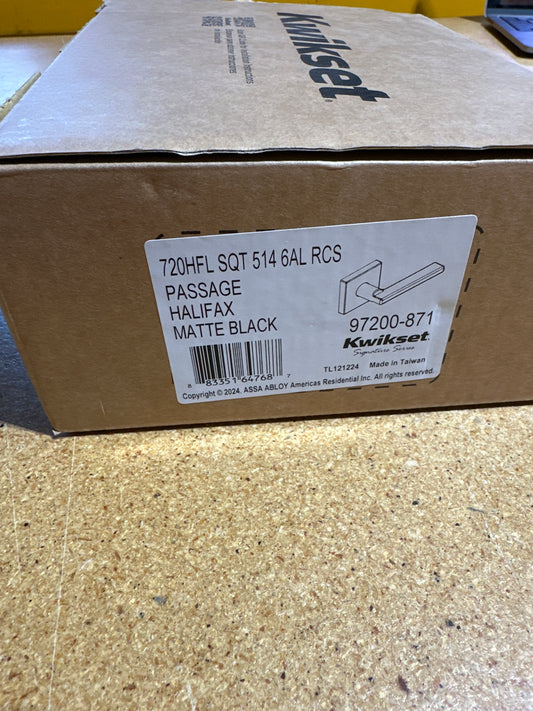 Kwikset
720HFL SQT 514 6AL RCS
PASSAGE
HALIFAX
MATTE BLACK
97200-871
Kwikset
Signature Series
8 83351 64768 7
TL121224 Made in Taiwan
Copyright © 2024. ASSA ABLOY Americas Residential Inc. All rights reserved.